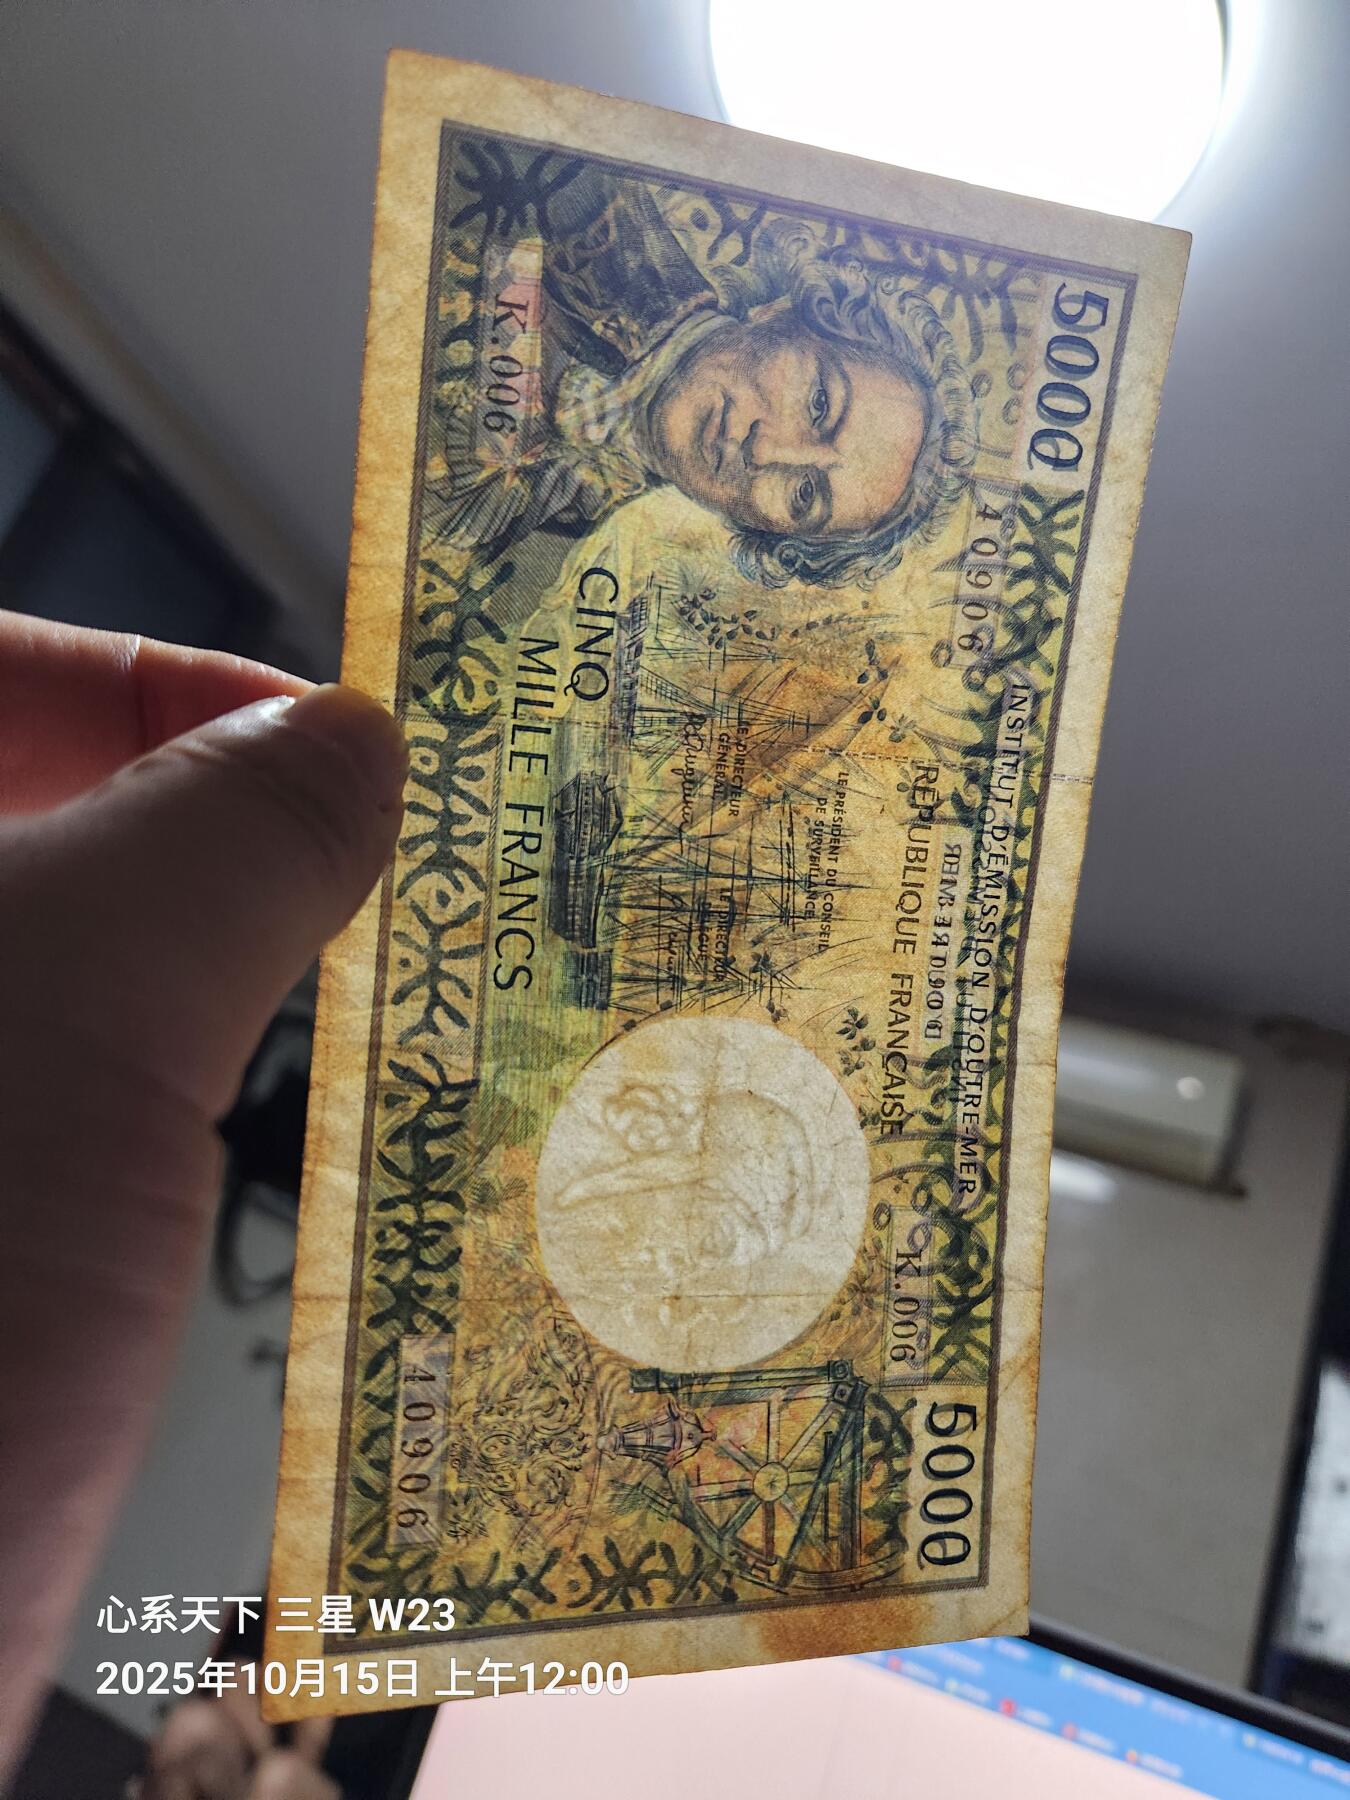 5000
40906
K.006
INSTITUT D'ÉMISSION D'OUTRE-MER
RÉPUBLIQUE FRANÇAISE
K.006
5000
LE PRÉSIDENT DU CONSEIL
DE SURVEILLANCE
LE DIRECTEUR
GÉNÉRAL
LE DIRECTEUR
CINQ
MILLE FRANCS
40906
心系天下 三星 W23
2025年10月15日 上午12:00